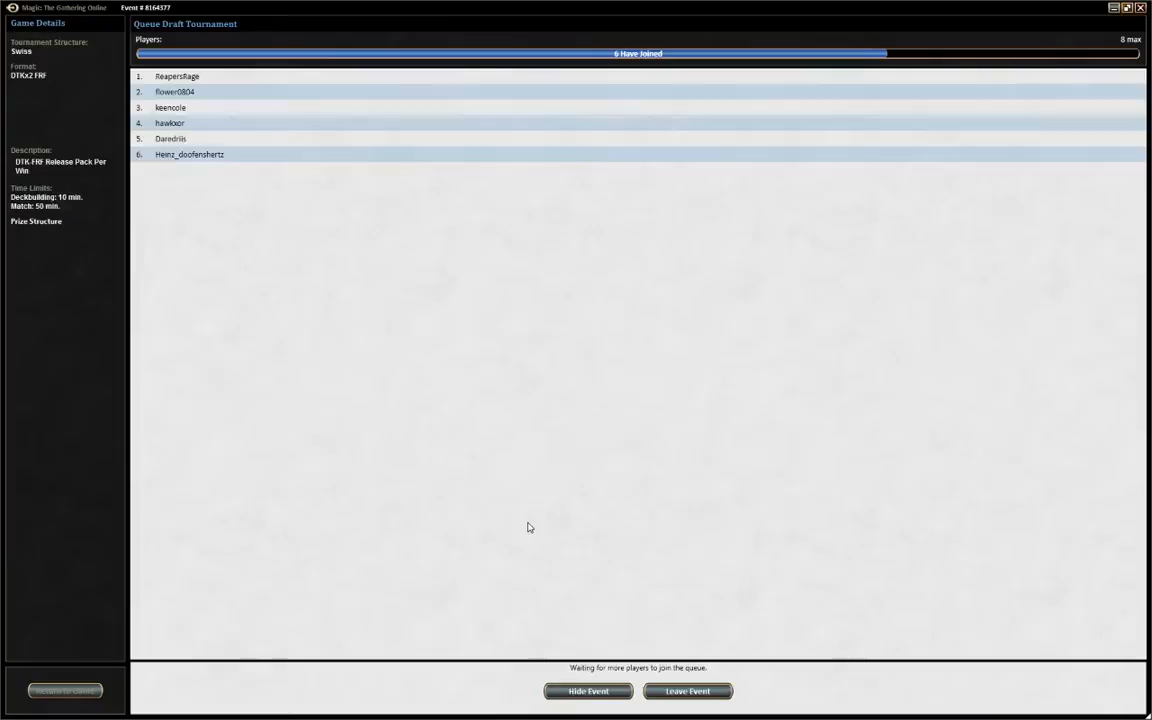 Magic: The Gathering Online
Event # 8164377
Game Details
Tournament Structure:
Swiss
Format:
DTKx2 FRF
Description:
DTK-FRF Release Pack Per
Win
Time Limits:
Deckbuilding: 10 min.
Match: 50 min.
Prize Structure
Queue Draft Tournament
Players:
8 max
6 Have Joined
1. ReapersRage
2. flower0804
3. keencole
4. hawkxor
5. Daredriis
6. Heinz_doofenshertz
Waiting for more players to join the queue.
Return to Game
Hide Event
Leave Event